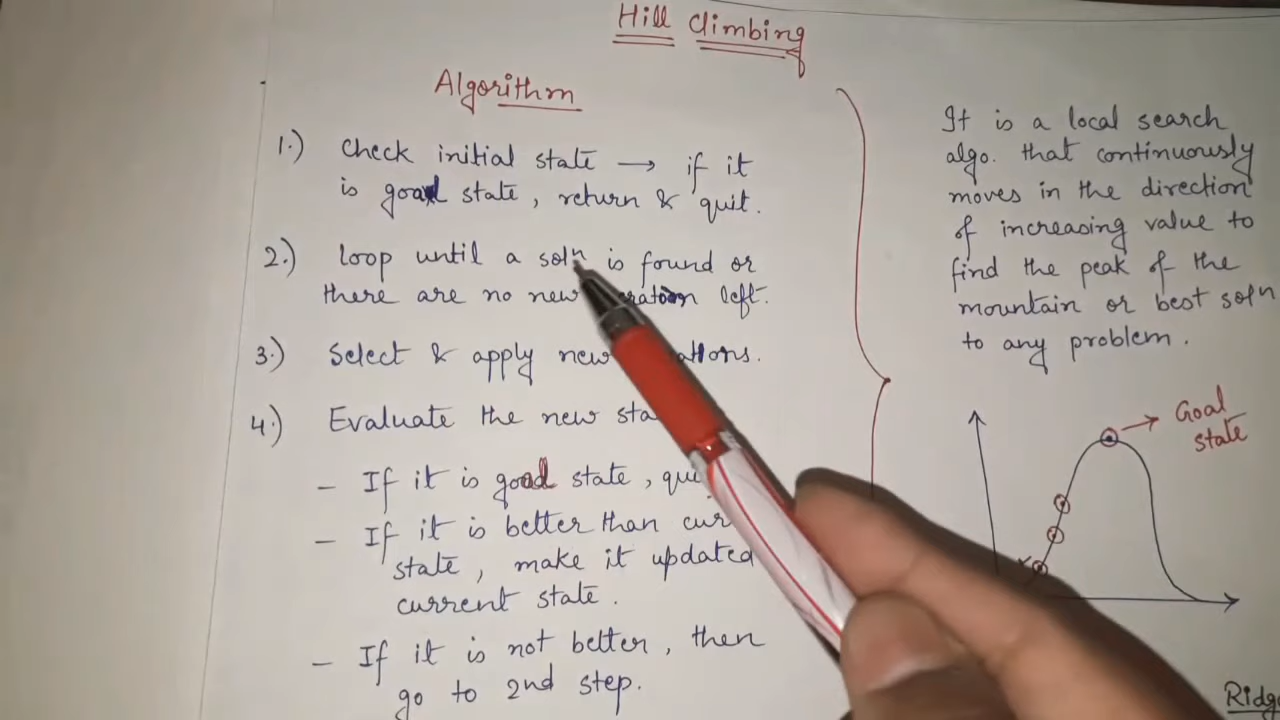 Hill Climbing
Algorithm
1.) Check initial state → if it
is goal state, return & quit.
2.) Loop until a solⁿ is found or
there are no new left.
3.) Select & apply new
4.) Evaluate the new
- If it is goal state,
- If it is better than
state, make it updated
current state.
- If it is not better, then
go to 2nd step.
It is a local search
algo. that continuously
moves in the direction
of increasing value to
find the peak of the
mountain or best solⁿ
to any problem.
Goal
state